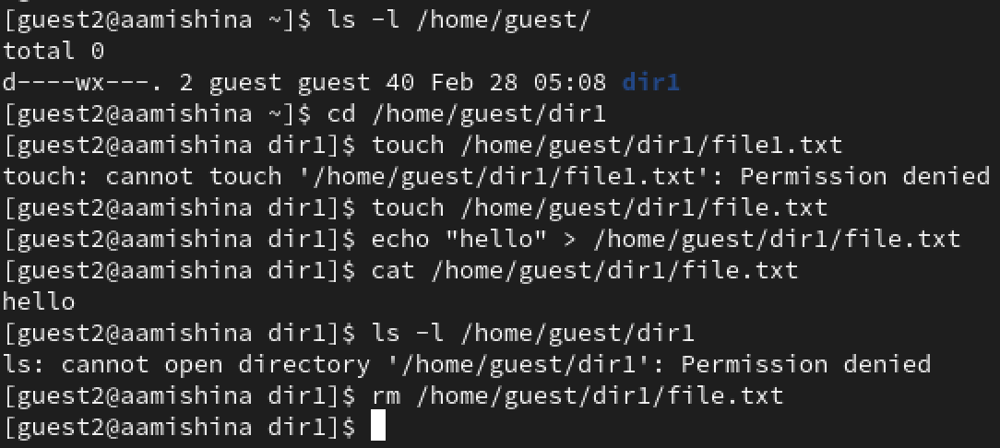 [guest2@aamishina ~]$ ls -l /home/guest/
total 0
d----wx---. 2 guest guest 40 Feb 28 05:08 dir1
[guest2@aamishina ~]$ cd /home/guest/dir1
[guest2@aamishina dir1]$ touch /home/guest/dir1/file1.txt
touch: cannot touch '/home/guest/dir1/file1.txt': Permission denied
[guest2@aamishina dir1]$ touch /home/guest/dir1/file.txt
[guest2@aamishina dir1]$ echo "hello" > /home/guest/dir1/file.txt
[guest2@aamishina dir1]$ cat /home/guest/dir1/file.txt
hello
[guest2@aamishina dir1]$ ls -l /home/guest/dir1
ls: cannot open directory '/home/guest/dir1': Permission denied
[guest2@aamishina dir1]$ rm /home/guest/dir1/file.txt
[guest2@aamishina dir1]$